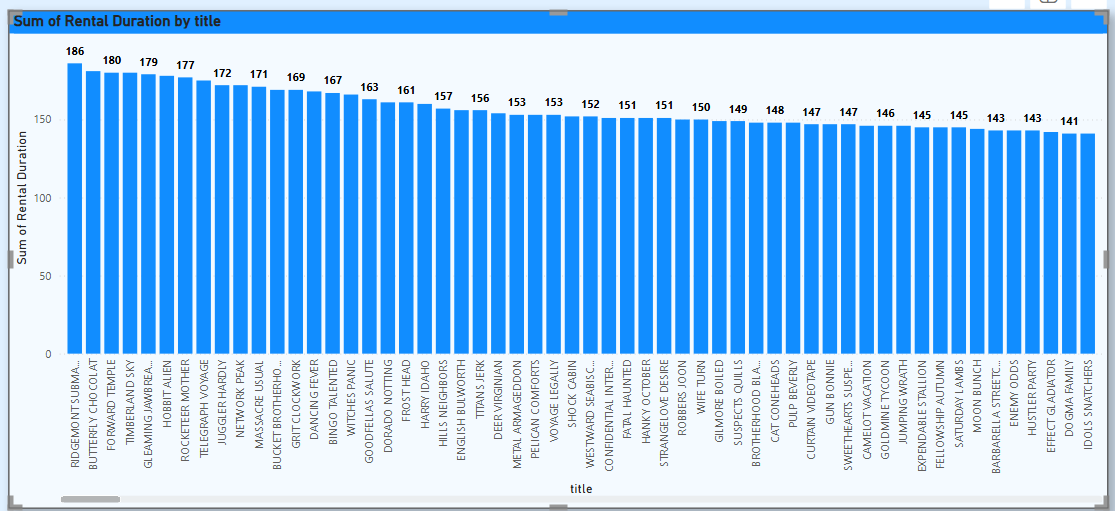 Sum of Rental Duration by title
Sum of Rental Duration
186 180 179 177 172 171 169 167 163 161 157 156 153 153 152 151 151 150 149 148 147 147 146 145 145 143 143 141
150
100
50
0
RIDGEMONT SUBMA...
BUTTERFLY CHOCOLAT
FORWARD TEMPLE
TIMBERLAND SKY
GLEAMING JAWBREA...
HOBBIT ALIEN
ROCKETEER MOTHER
TELEGRAPH VOYAGE
JUGGLER HARDLY
NETWORK PEAK
MASSACRE USUAL
BUCKET BROTHERHO...
GRIT CLOCKWORK
DANCING FEVER
BINGO TALENTED
WITCHES PANIC
GOODFELLAS SALUTE
DORADO NOTTING
FROST HEAD
HARRY IDAHO
HILLS NEIGHBORS
ENGLISH BULWORTH
TITANS JERK
DEER VIRGINIAN
METAL ARMAGEDDON
PELICAN COMFORTS
VOYAGE LEGALLY
SHOCK CABIN
WESTWARD SEABISC...
CONFIDENTIAL INTER...
FATAL HAUNTED
HANKY OCTOBER
STRANGELOVE DESIRE
ROBBERS JOON
WIFE TURN
GILMORE BOILED
SUSPECTS QUILLS
BROTHERHOOD BLA...
CAT CONEHEADS
PULP BEVERLY
CURTAIN VIDEOTAPE
GUN BONNIE
SWEETHEARTS SUSPE...
CAMELOT VACATION
GOLDMINE TYCOON
JUMPING WRATH
EXPENDABLE STALLION
FELLOWSHIP AUTUMN
SATURDAY LAMBS
MOON BUNCH
BARBARELLA STREETC...
ENEMY ODDS
HUSTLER PARTY
EFFECT GLADIATOR
DOGMA FAMILY
IDOLS SNATCHERS
title